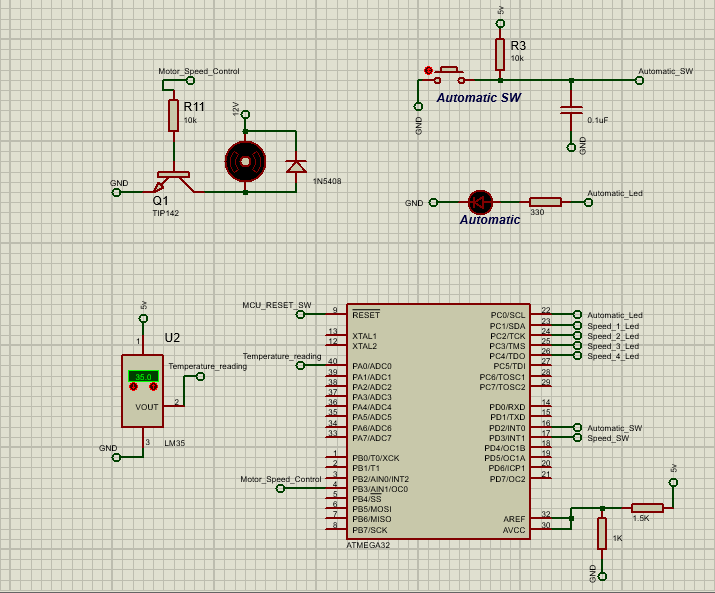 5v
R3
10k
Automatic_SW
Automatic SW
GND
0.1uF
GND
Motor_Speed_Control
R11
10k
12V
GND
Q1
TIP142
1N5408
GND
Automatic
330
Automatic_Led
5v
1
U2
35.0
Temperature_reading
VOUT
2
3
LM35
GND
MCU_RESET_SW
Temperature_reading
Motor_Speed_Control
9 RESET
13 XTAL1
12 XTAL2
40 PA0/ADC0
39 PA1/ADC1
38 PA2/ADC2
37 PA3/ADC3
36 PA4/ADC4
35 PA5/ADC5
34 PA6/ADC6
33 PA7/ADC7
1 PB0/T0/XCK
2 PB1/T1
3 PB2/AIN0/INT2
4 PB3/AIN1/OC0
5 PB4/SS
6 PB5/MOSI
7 PB6/MISO
8 PB7/SCK
PC0/SCL 22 Automatic_Led
PC1/SDA 23 Speed_1_Led
PC2/TCK 24 Speed_2_Led
PC3/TMS 25 Speed_3_Led
PC4/TDO 26 Speed_4_Led
PC5/TDI 27
PC6/TOSC1 28
PC7/TOSC2 29
PD0/RXD 14
PD1/TXD 15
PD2/INT0 16 Automatic_SW
PD3/INT1 17 Speed_SW
PD4/OC1B 18
PD5/OC1A 19
PD6/ICP1 20
PD7/OC2 21
AREF 32
AVCC 30
ATMEGA32
5v
1.5K
1K
GND